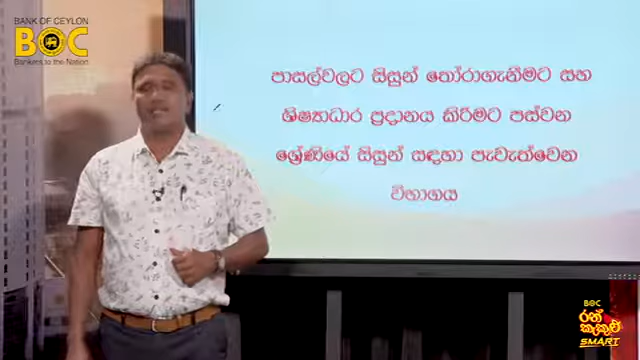 BANK OF CEYLON
BOC
Bankers to the Nation
පාසල්වලට සිසුන් තෝරාගැනීමට සහ
ශිෂ්‍යාධාර ප්‍රදානය කිරීමට පස්වන
ශ්‍රේණියේ සිසුන් සඳහා පැවැත්වෙන
විභාගය
BOC
රන්
කැකුළු
SMART